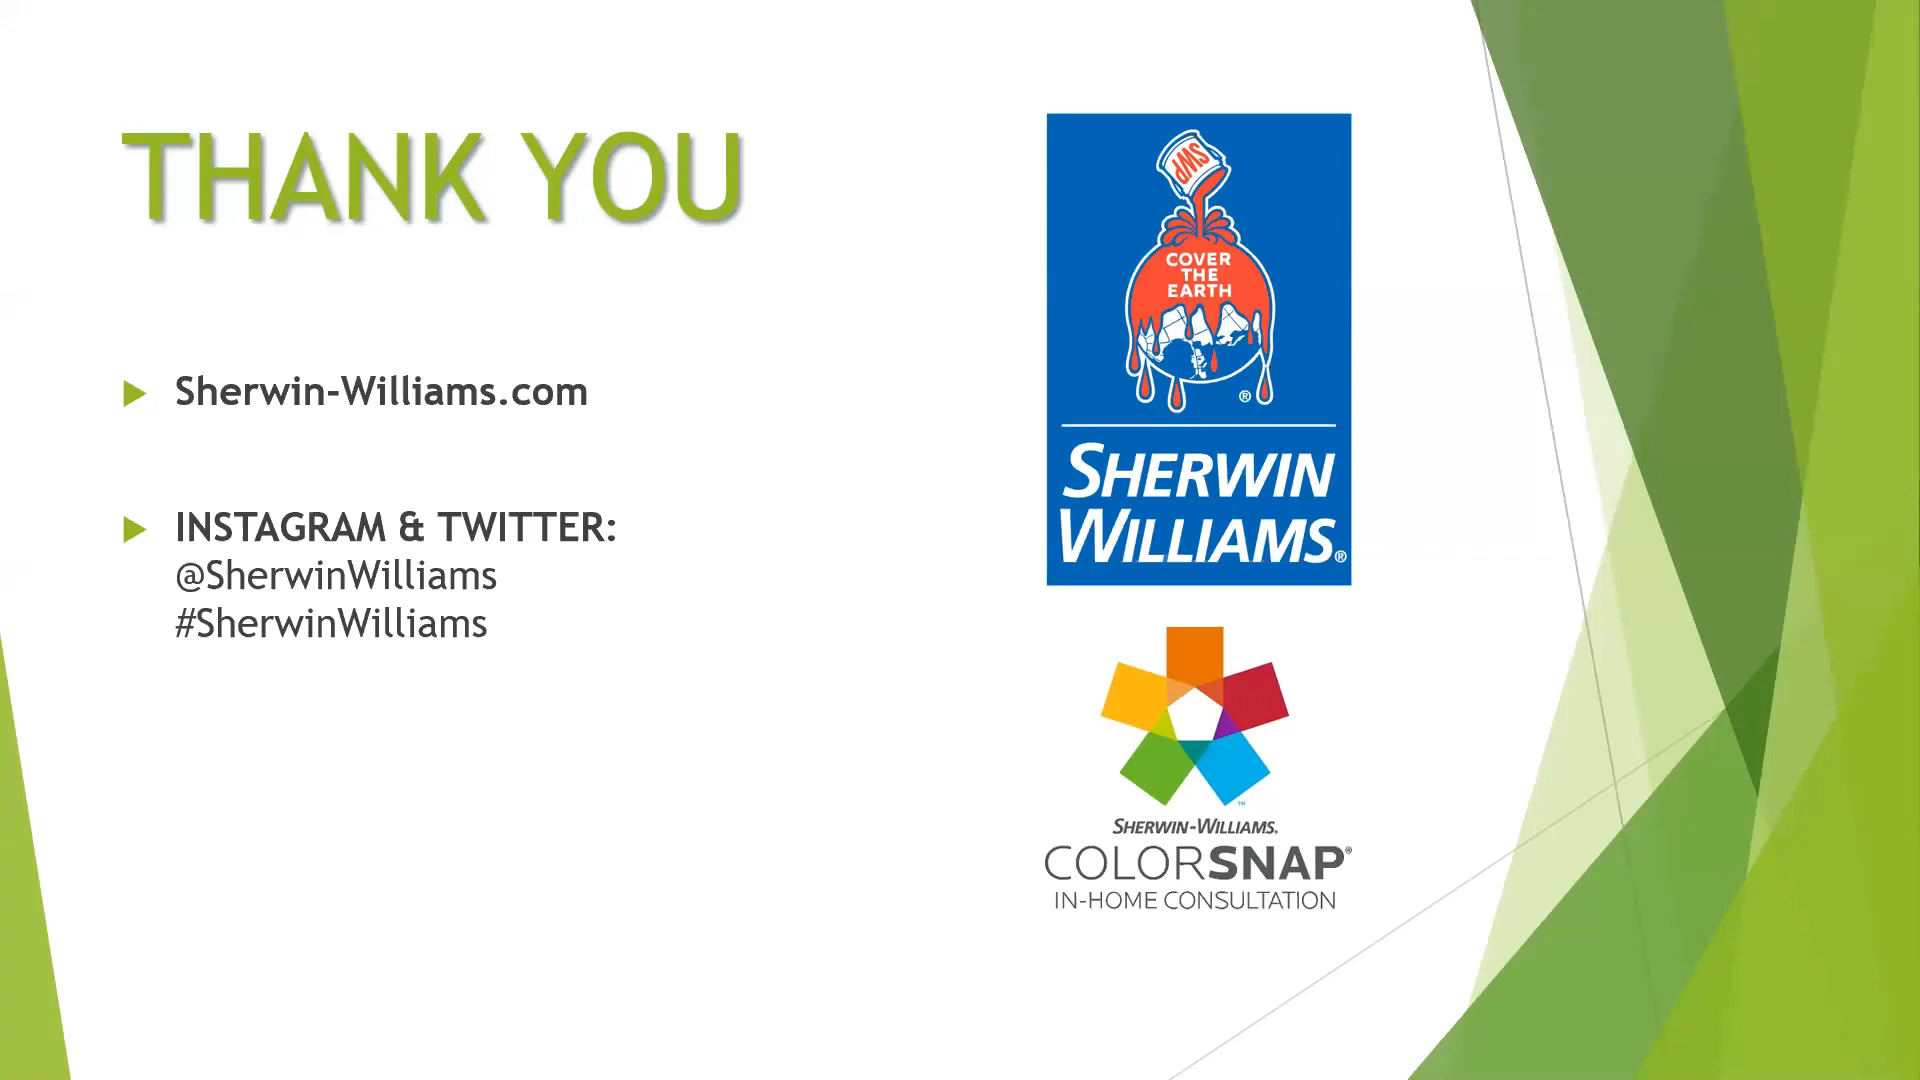 THANK YOU
Sherwin-Williams.com
INSTAGRAM & TWITTER:
@SherwinWilliams
#SherwinWilliams
SWP
COVER
THE
EARTH
®
SHERWIN
WILLIAMS®
™
SHERWIN-WILLIAMS.
COLORSNAP®
IN-HOME CONSULTATION